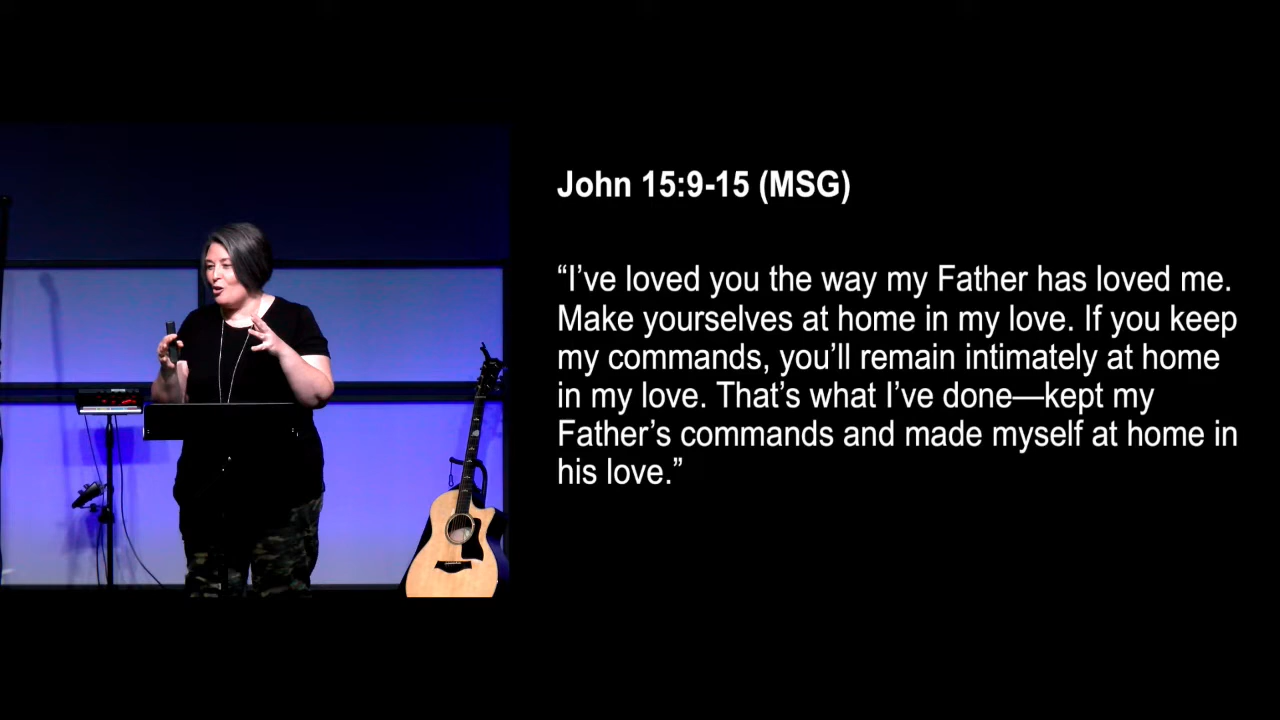 John 15:9-15 (MSG)
“I’ve loved you the way my Father has loved me.
Make yourselves at home in my love. If you keep
my commands, you’ll remain intimately at home
in my love. That’s what I’ve done—kept my
Father’s commands and made myself at home in
his love.”